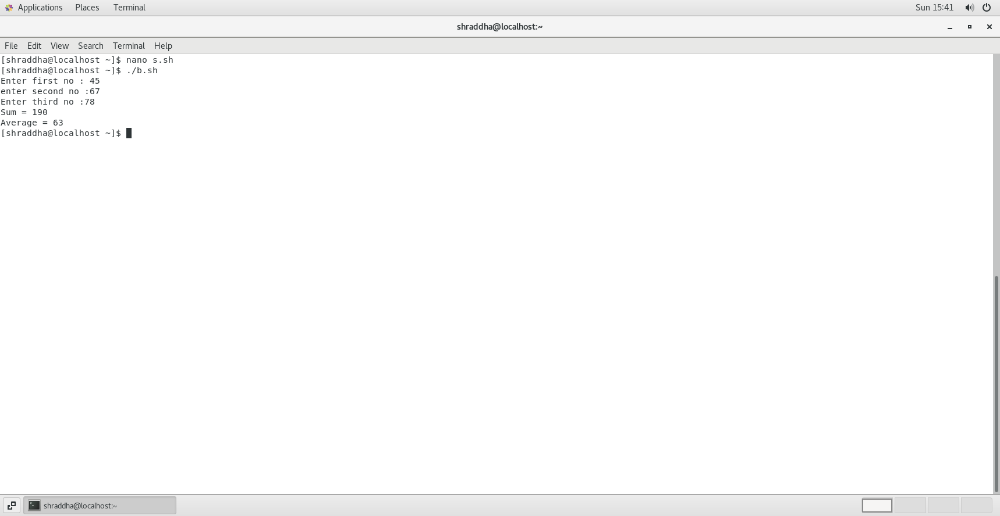 Applications Places Terminal Sun 15:41
shraddha@localhost:~
File Edit View Search Terminal Help
[shraddha@localhost ~]$ nano s.sh
[shraddha@localhost ~]$ ./b.sh
Enter first no : 45
enter second no :67
Enter third no :78
Sum = 190
Average = 63
[shraddha@localhost ~]$
shraddha@localhost:~